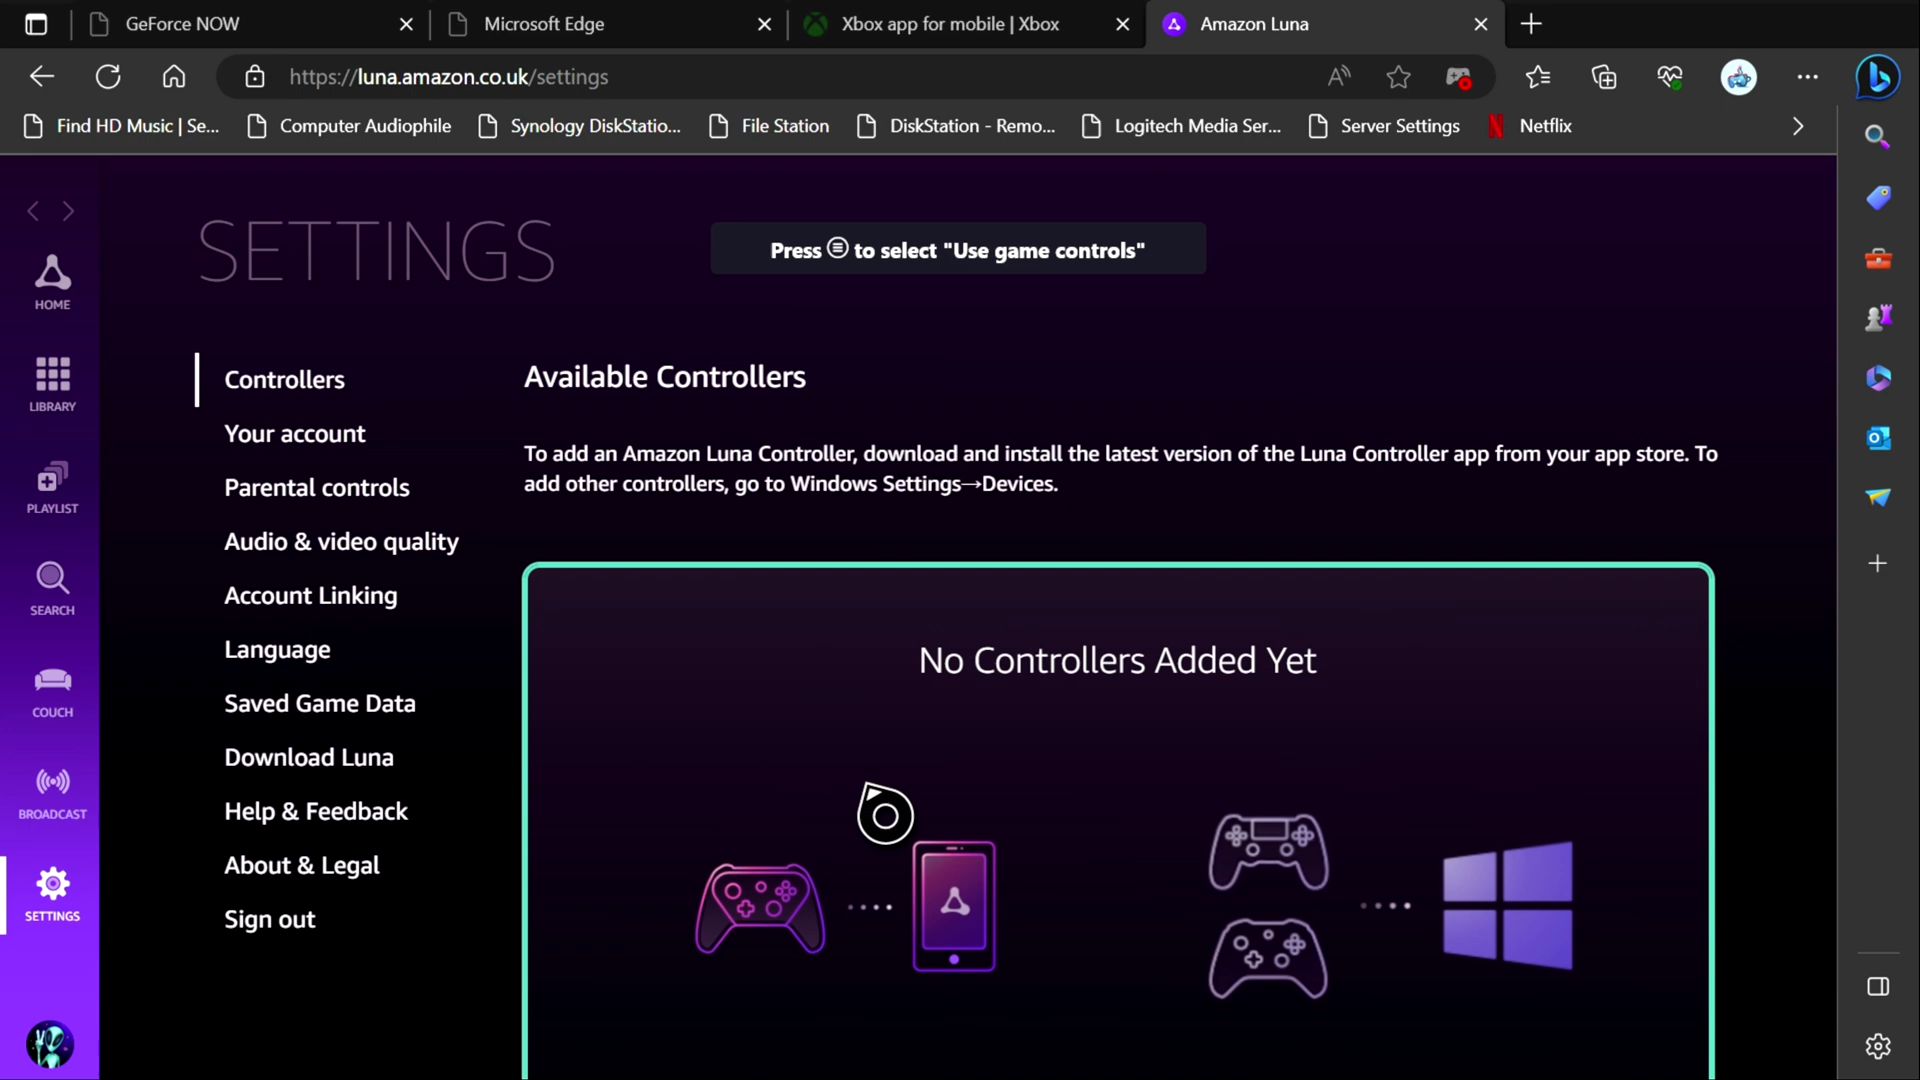 GeForce NOW
Microsoft Edge
Xbox app for mobile | Xbox
Amazon Luna
https://luna.amazon.co.uk/settings
Find HD Music | Se...
Computer Audiophile
Synology DiskStatio...
File Station
DiskStation - Remo...
Logitech Media Ser...
Server Settings
Netflix
SETTINGS
Press to select "Use game controls"
HOME
LIBRARY
PLAYLIST
SEARCH
COUCH
BROADCAST
SETTINGS
Controllers
Your account
Parental controls
Audio & video quality
Account Linking
Language
Saved Game Data
Download Luna
Help & Feedback
About & Legal
Sign out
Available Controllers
To add an Amazon Luna Controller, download and install the latest version of the Luna Controller app from your app store. To
add other controllers, go to Windows Settings→Devices.
No Controllers Added Yet